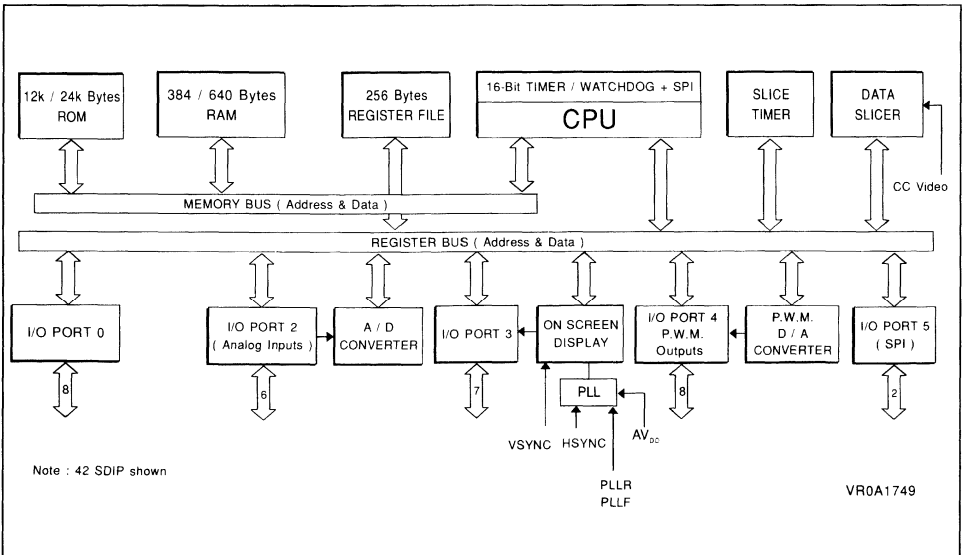 12k / 24k Bytes
ROM
384 / 640 Bytes
RAM
256 Bytes
REGISTER FILE
16-Bit TIMER / WATCHDOG + SPI
CPU
SLICE
TIMER
DATA
SLICER
CC Video
MEMORY BUS ( Address & Data )
REGISTER BUS ( Address & Data )
I/O PORT 0
I/O PORT 2
( Analog Inputs )
A / D
CONVERTER
I/O PORT 3
ON SCREEN
DISPLAY
I/O PORT 4
P.W.M.
Outputs
P.W.M.
D / A
CONVERTER
I/O PORT 5
( SPI )
8
6
7
PLL
8
2
VSYNC
HSYNC
AVDD
PLLR
PLLF
Note : 42 SDIP shown
VR0A1749